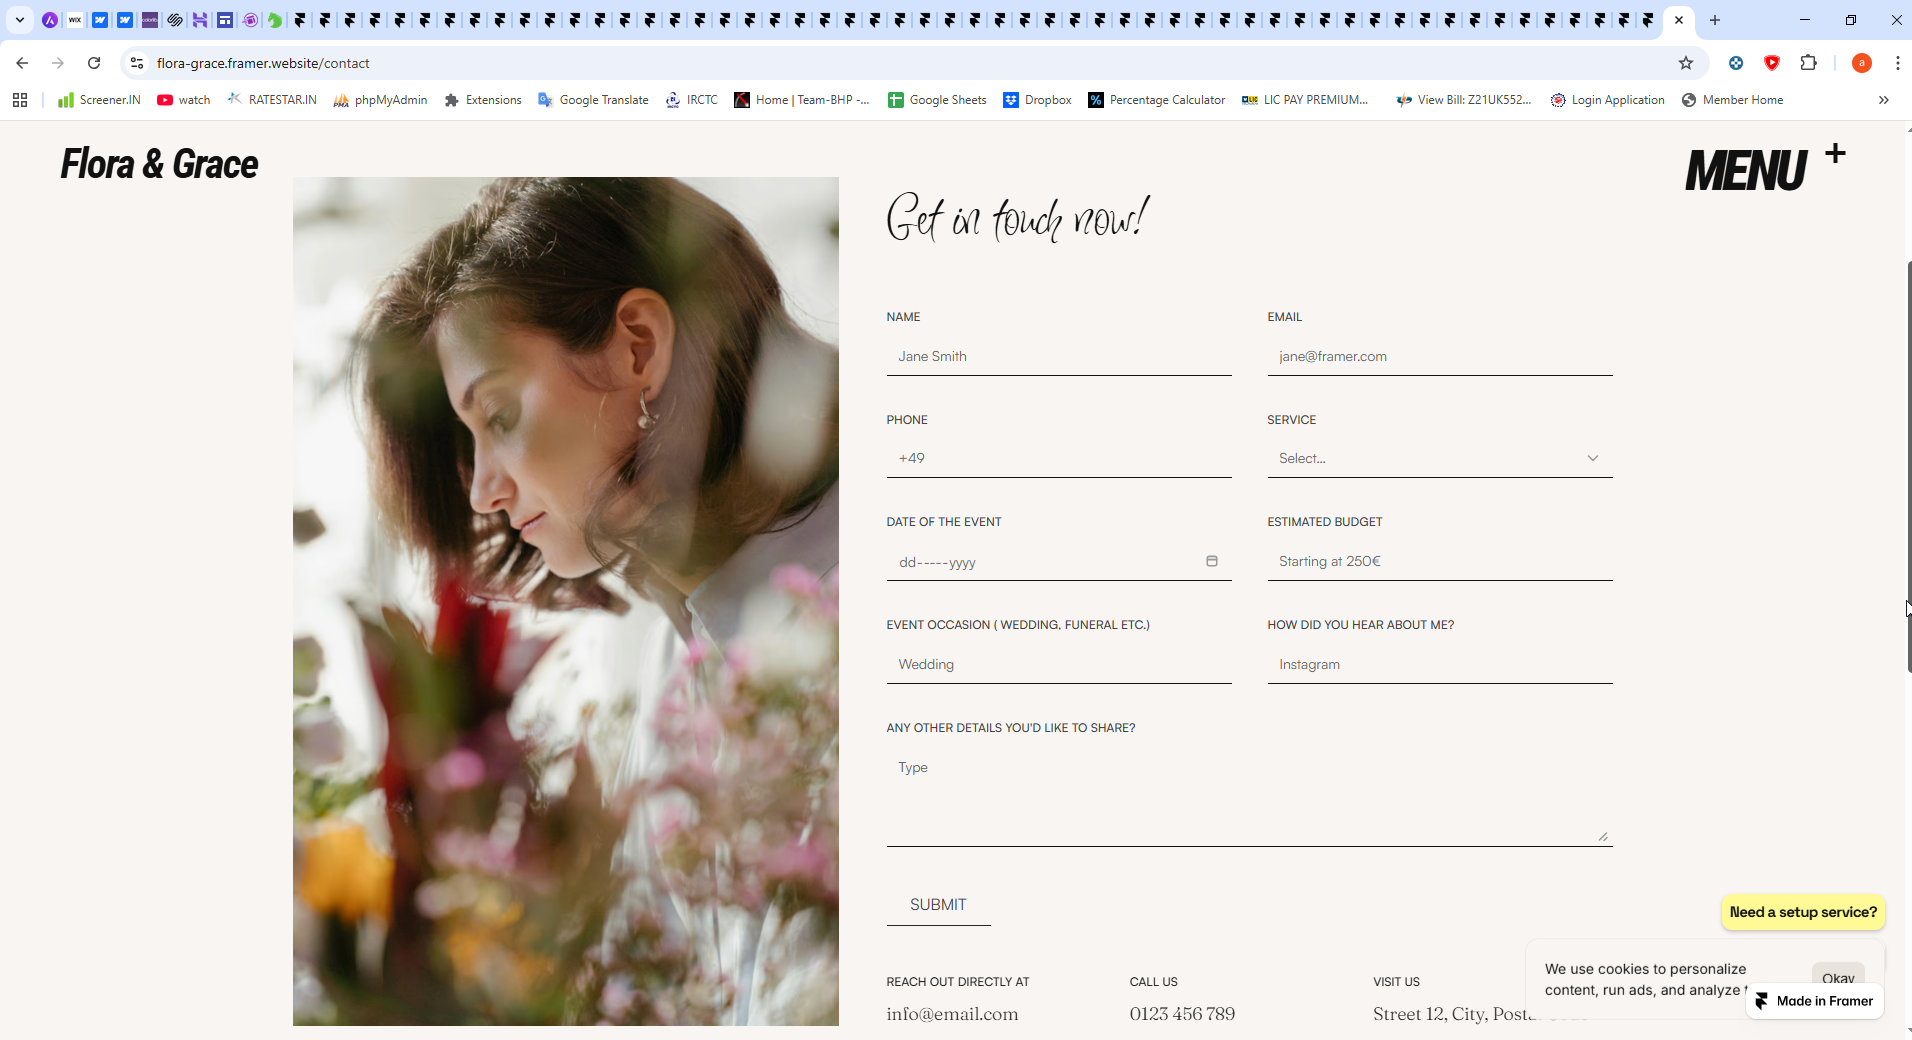 flora-grace.framer.website/contact
a
Screener.IN watch RATESTAR.IN phpMyAdmin Extensions Google Translate IRCTC Home | Team-BHP -... Google Sheets Dropbox Percentage Calculator LIC PAY PREMIUM... View Bill: Z21UK552... Login Application Member Home
Flora & Grace
MENU +
Get in touch now!
NAME EMAIL
Jane Smith jane@framer.com
PHONE SERVICE
+49 Select...
DATE OF THE EVENT ESTIMATED BUDGET
dd-----yyyy Starting at 250€
EVENT OCCASION ( WEDDING, FUNERAL ETC.) HOW DID YOU HEAR ABOUT ME?
Wedding Instagram
ANY OTHER DETAILS YOU'D LIKE TO SHARE?
Type
SUBMIT
Need a setup service?
We use cookies to personalize
content, run ads, and analyze
Okay
Made in Framer
REACH OUT DIRECTLY AT CALL US VISIT US
info@email.com 0123 456 789 Street 12, City,